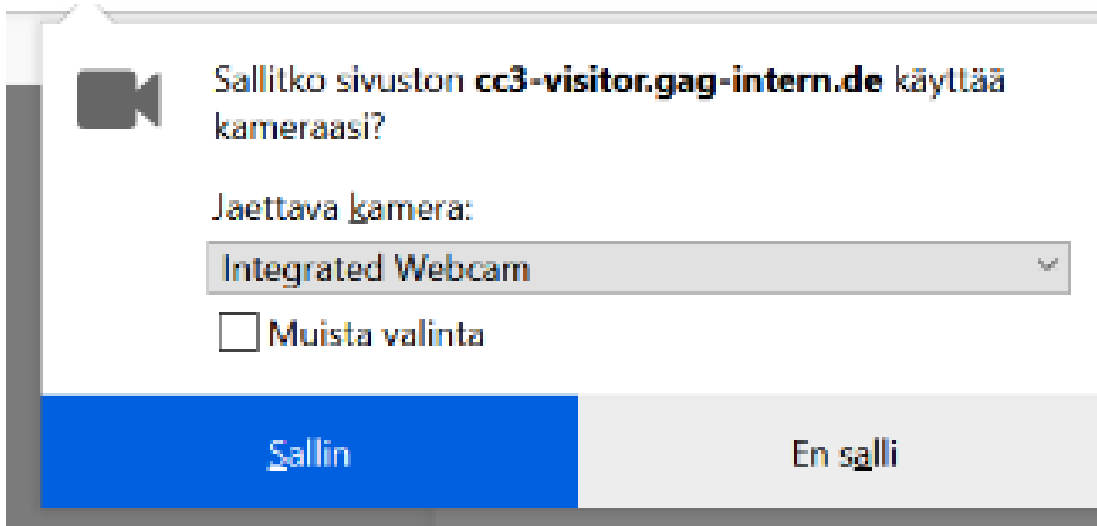 Sallitko sivuston cc3-visitor.gag-intern.de käyttää
kameraasi?
Jaettava kamera:
Integrated Webcam
Muista valinta
Sallin
En salli